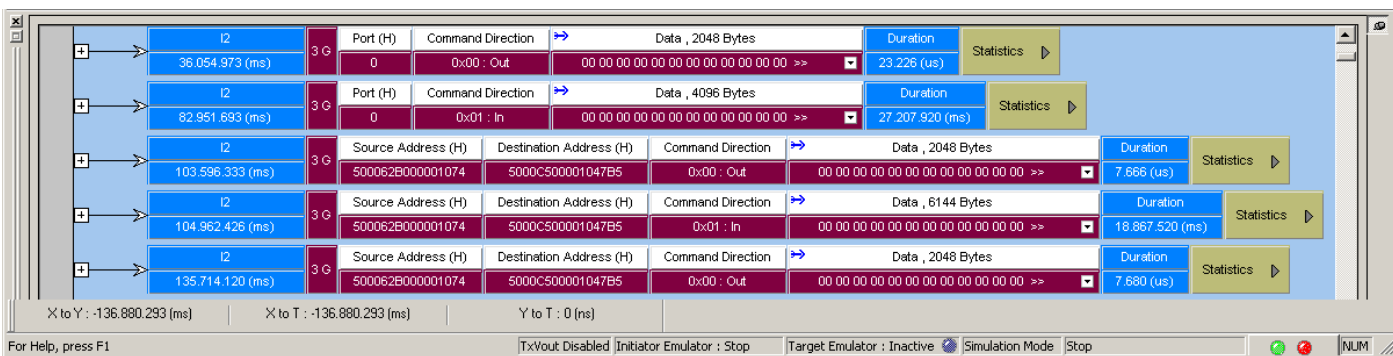 I2 Port (H) Command Direction Data , 2048 Bytes Duration
3 G Statistics
36.054.973 (ms) 0 0x00 : Out 00 00 00 00 00 00 00 00 00 00 00 00 >> 23.226 (us)
I2 Port (H) Command Direction Data , 4096 Bytes Duration
3 G Statistics
82.951.693 (ms) 0 0x01 : In 00 00 00 00 00 00 00 00 00 00 00 00 >> 27.207.920 (ms)
I2 Source Address (H) Destination Address (H) Command Direction Data , 2048 Bytes Duration
3 G Statistics
103.596.333 (ms) 500062B000001074 5000C500001047B5 0x00 : Out 00 00 00 00 00 00 00 00 00 00 00 00 >> 7.666 (us)
I2 Source Address (H) Destination Address (H) Command Direction Data , 6144 Bytes Duration
3 G Statistics
104.962.426 (ms) 500062B000001074 5000C500001047B5 0x01 : In 00 00 00 00 00 00 00 00 00 00 00 00 >> 18.867.520 (ms)
I2 Source Address (H) Destination Address (H) Command Direction Data , 2048 Bytes Duration
3 G Statistics
135.714.120 (ms) 500062B000001074 5000C500001047B5 0x00 : Out 00 00 00 00 00 00 00 00 00 00 00 00 >> 7.680 (us)
X to Y : -136.880.293 (ms) X to T : -136.880.293 (ms) Y to T : 0 (ns)
For Help, press F1 TxVout Disabled Initiator Emulator : Stop Target Emulator : Inactive Simulation Mode Stop NUM